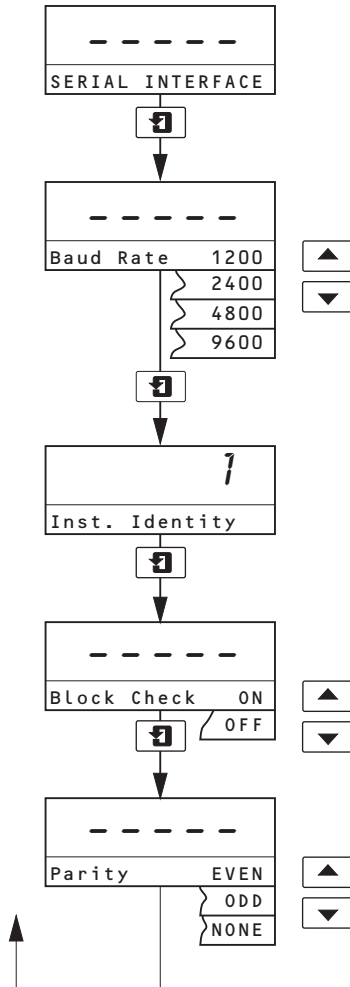 – – – – –
SERIAL INTERFACE
– – – – –
Baud Rate 1200
2400
4800
9600
1
Inst. Identity
– – – – –
Block Check ON
OFF
– – – – –
Parity EVEN
ODD
NONE